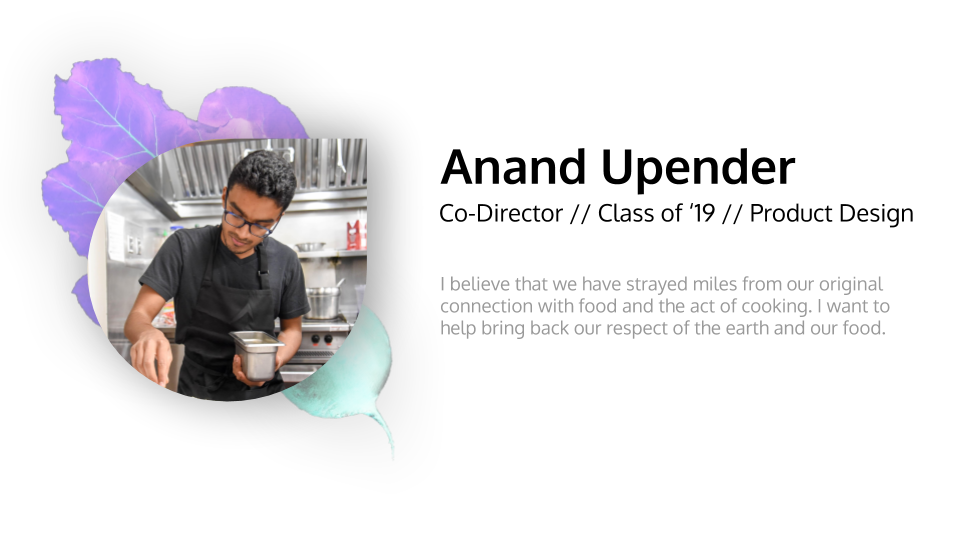 Anand Upender
Co-Director // Class of ‘19 // Product Design
I believe that we have strayed miles from our original
connection with food and the act of cooking. I want to
help bring back our respect of the earth and our food.